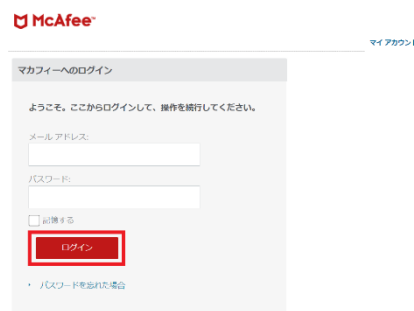 McAfee™
マイ アカウント
マカフィーへのログイン
ようこそ。ここからログインして、操作を続行してください。
メール アドレス:
パスワード:
記憶する
ログイン
パスワードを忘れた場合